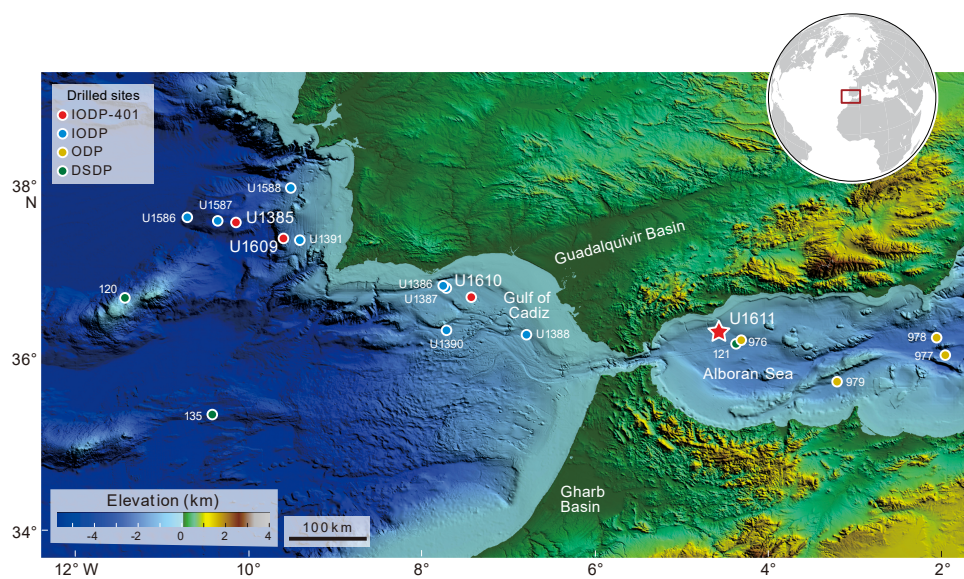 Drilled sites
IODP-401
IODP
ODP
DSDP
38°
N
36°
34°
U1588
U1587
U1586
U1385
U1609
U1391
120
U1386
U1610
U1387
Gulf of
Cadiz
U1390
U1388
Guadalquivir Basin
U1611
976
121
Alboran Sea
978
977
979
135
Gharb
Basin
Elevation (km)
-4
-2
0
2
4
100 km
12° W
10°
8°
6°
4°
2°